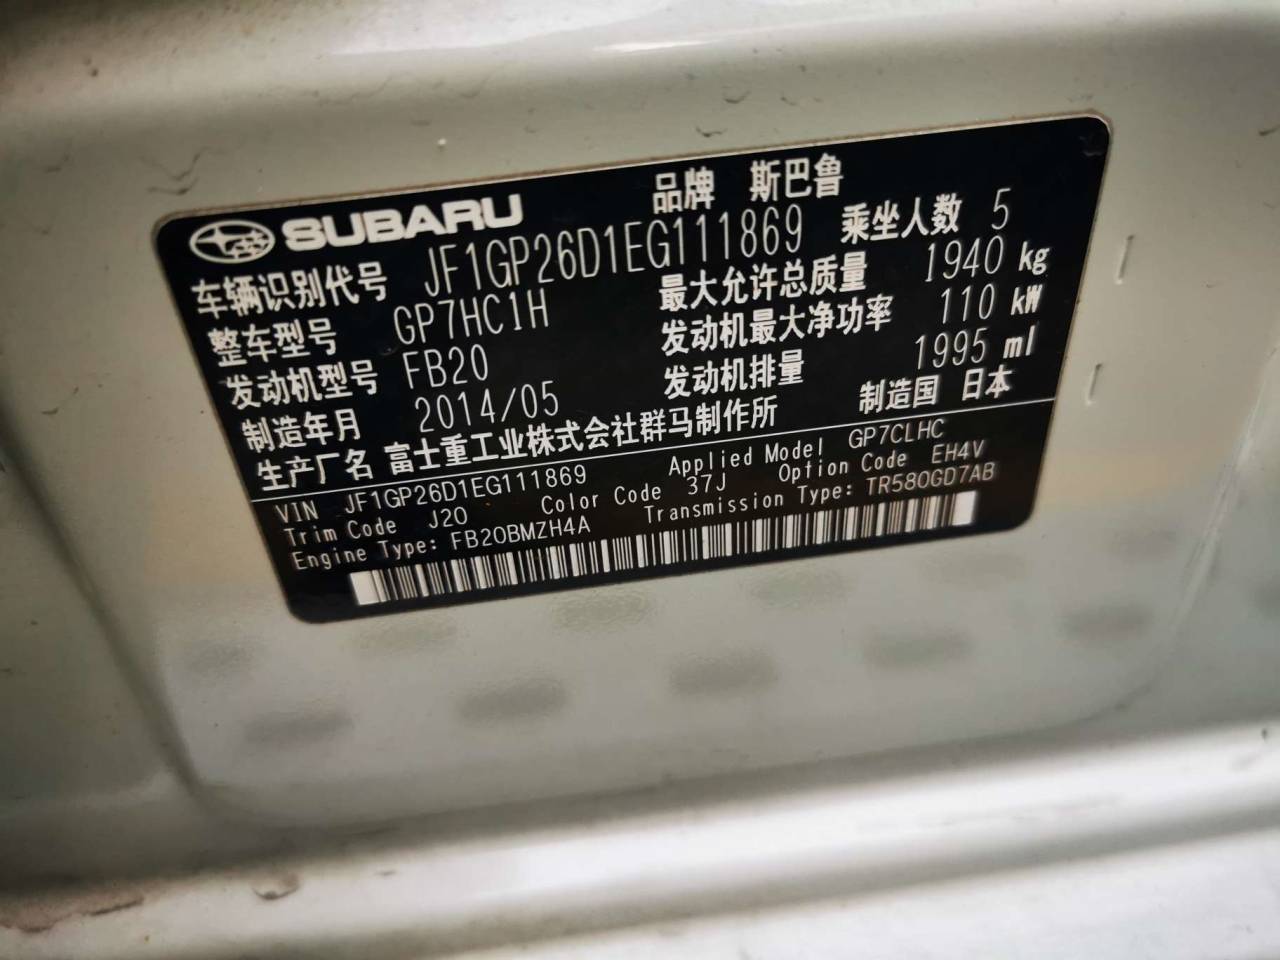 SUBARU 品牌 斯巴鲁
车辆识别代号 JF1GP26D1EG111869 乘坐人数 5
整车型号 GP7HC1H 最大允许总质量 1940 kg
发动机型号 FB20 发动机最大净功率 110 kW
制造年月 2014/05 发动机排量 1995 ml
生产厂名 富士重工业株式会社群马制作所 制造国 日本
VIN JF1GP26D1EG111869 Applied Model GP7CLHC
Trim Code J20 Color Code 37J Option Code EH4V
Engine Type: FB20BMZH4A Transmission Type: TR580GD7AB